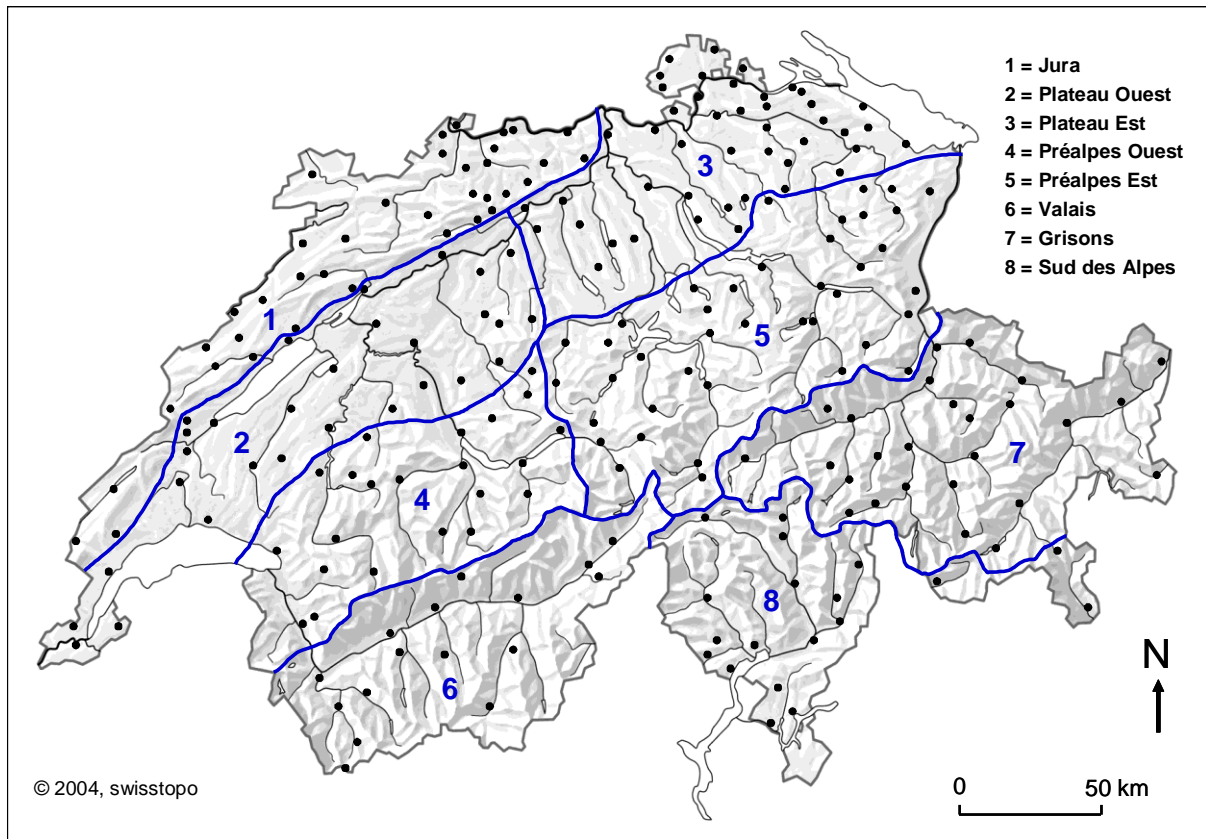 1 = Jura
2 = Plateau Ouest
3 = Plateau Est
4 = Préalpes Ouest
5 = Préalpes Est
6 = Valais
7 = Grisons
8 = Sud des Alpes
3
1
5
2
7
4
8
6
N
© 2004, swisstopo
0 50 km